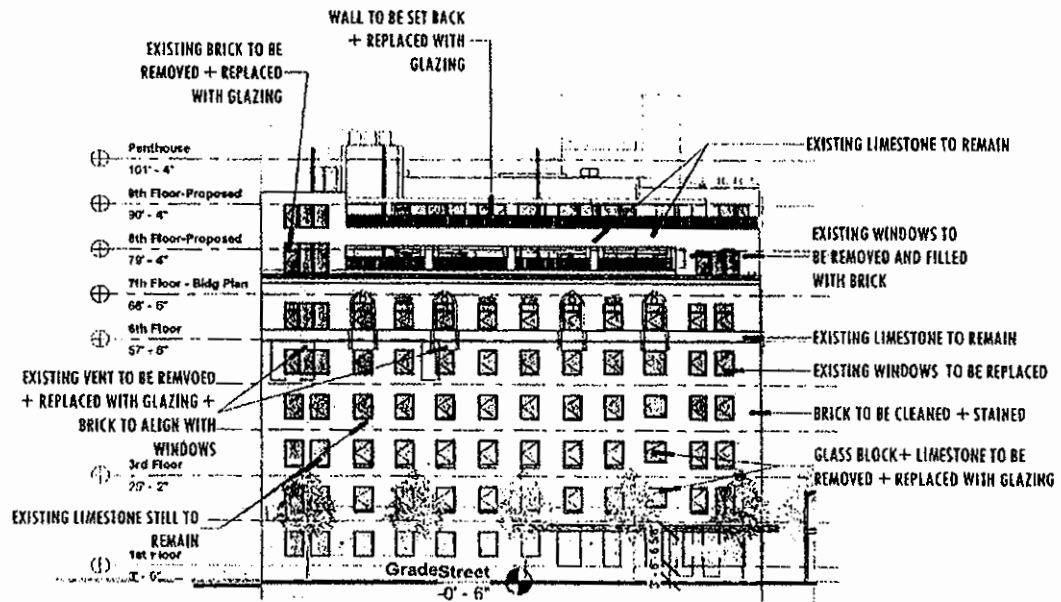 WALL TO BE SET BACK
+ REPLACED WITH
GLAZING
EXISTING BRICK TO BE
REMOVED + REPLACED
WITH GLAZING
EXISTING LIMESTONE TO REMAIN
Penthouse
101' - 4"
9th Floor-Proposed
90' - 4"
8th Floor-Proposed
79' - 4"
EXISTING WINDOWS TO
BE REMOVED AND FILLED
WITH BRICK
7th Floor - Bldg Plan
68' - 6"
6th Floor
57' - 8"
EXISTING LIMESTONE TO REMAIN
EXISTING WINDOWS TO BE REPLACED
EXISTING VENT TO BE REMVOED
+ REPLACED WITH GLAZING +
BRICK TO ALIGN WITH
WINDOWS
BRICK TO BE CLEANED + STAINED
GLASS BLOCK+ LIMESTONE TO BE
REMOVED + REPLACED WITH GLAZING
3rd Floor
25' - 2"
EXISTING LIMESTONE STILL TO
REMAIN
1st Floor
GradeStreet
-0' - 6"